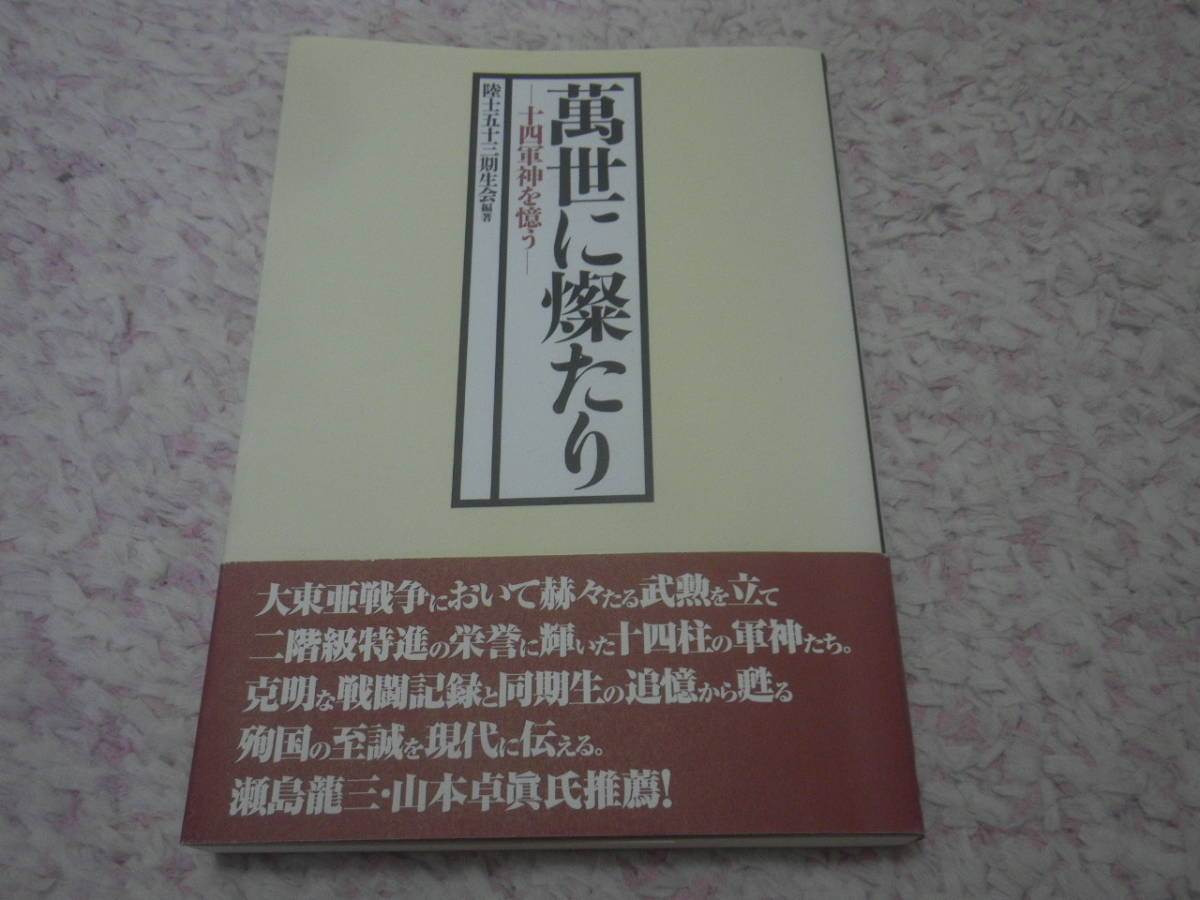 萬世に燦たり
―十四軍神を憶う―
陸士五十三期生会編著
大東亜戦争において赫々たる武勲を立て
二階級特進の栄誉に輝いた十四柱の軍神たち。
克明な戦闘記録と同期生の追憶から甦る
殉国の至誠を現代に伝える。
瀬島龍三・山本卓眞氏推薦!